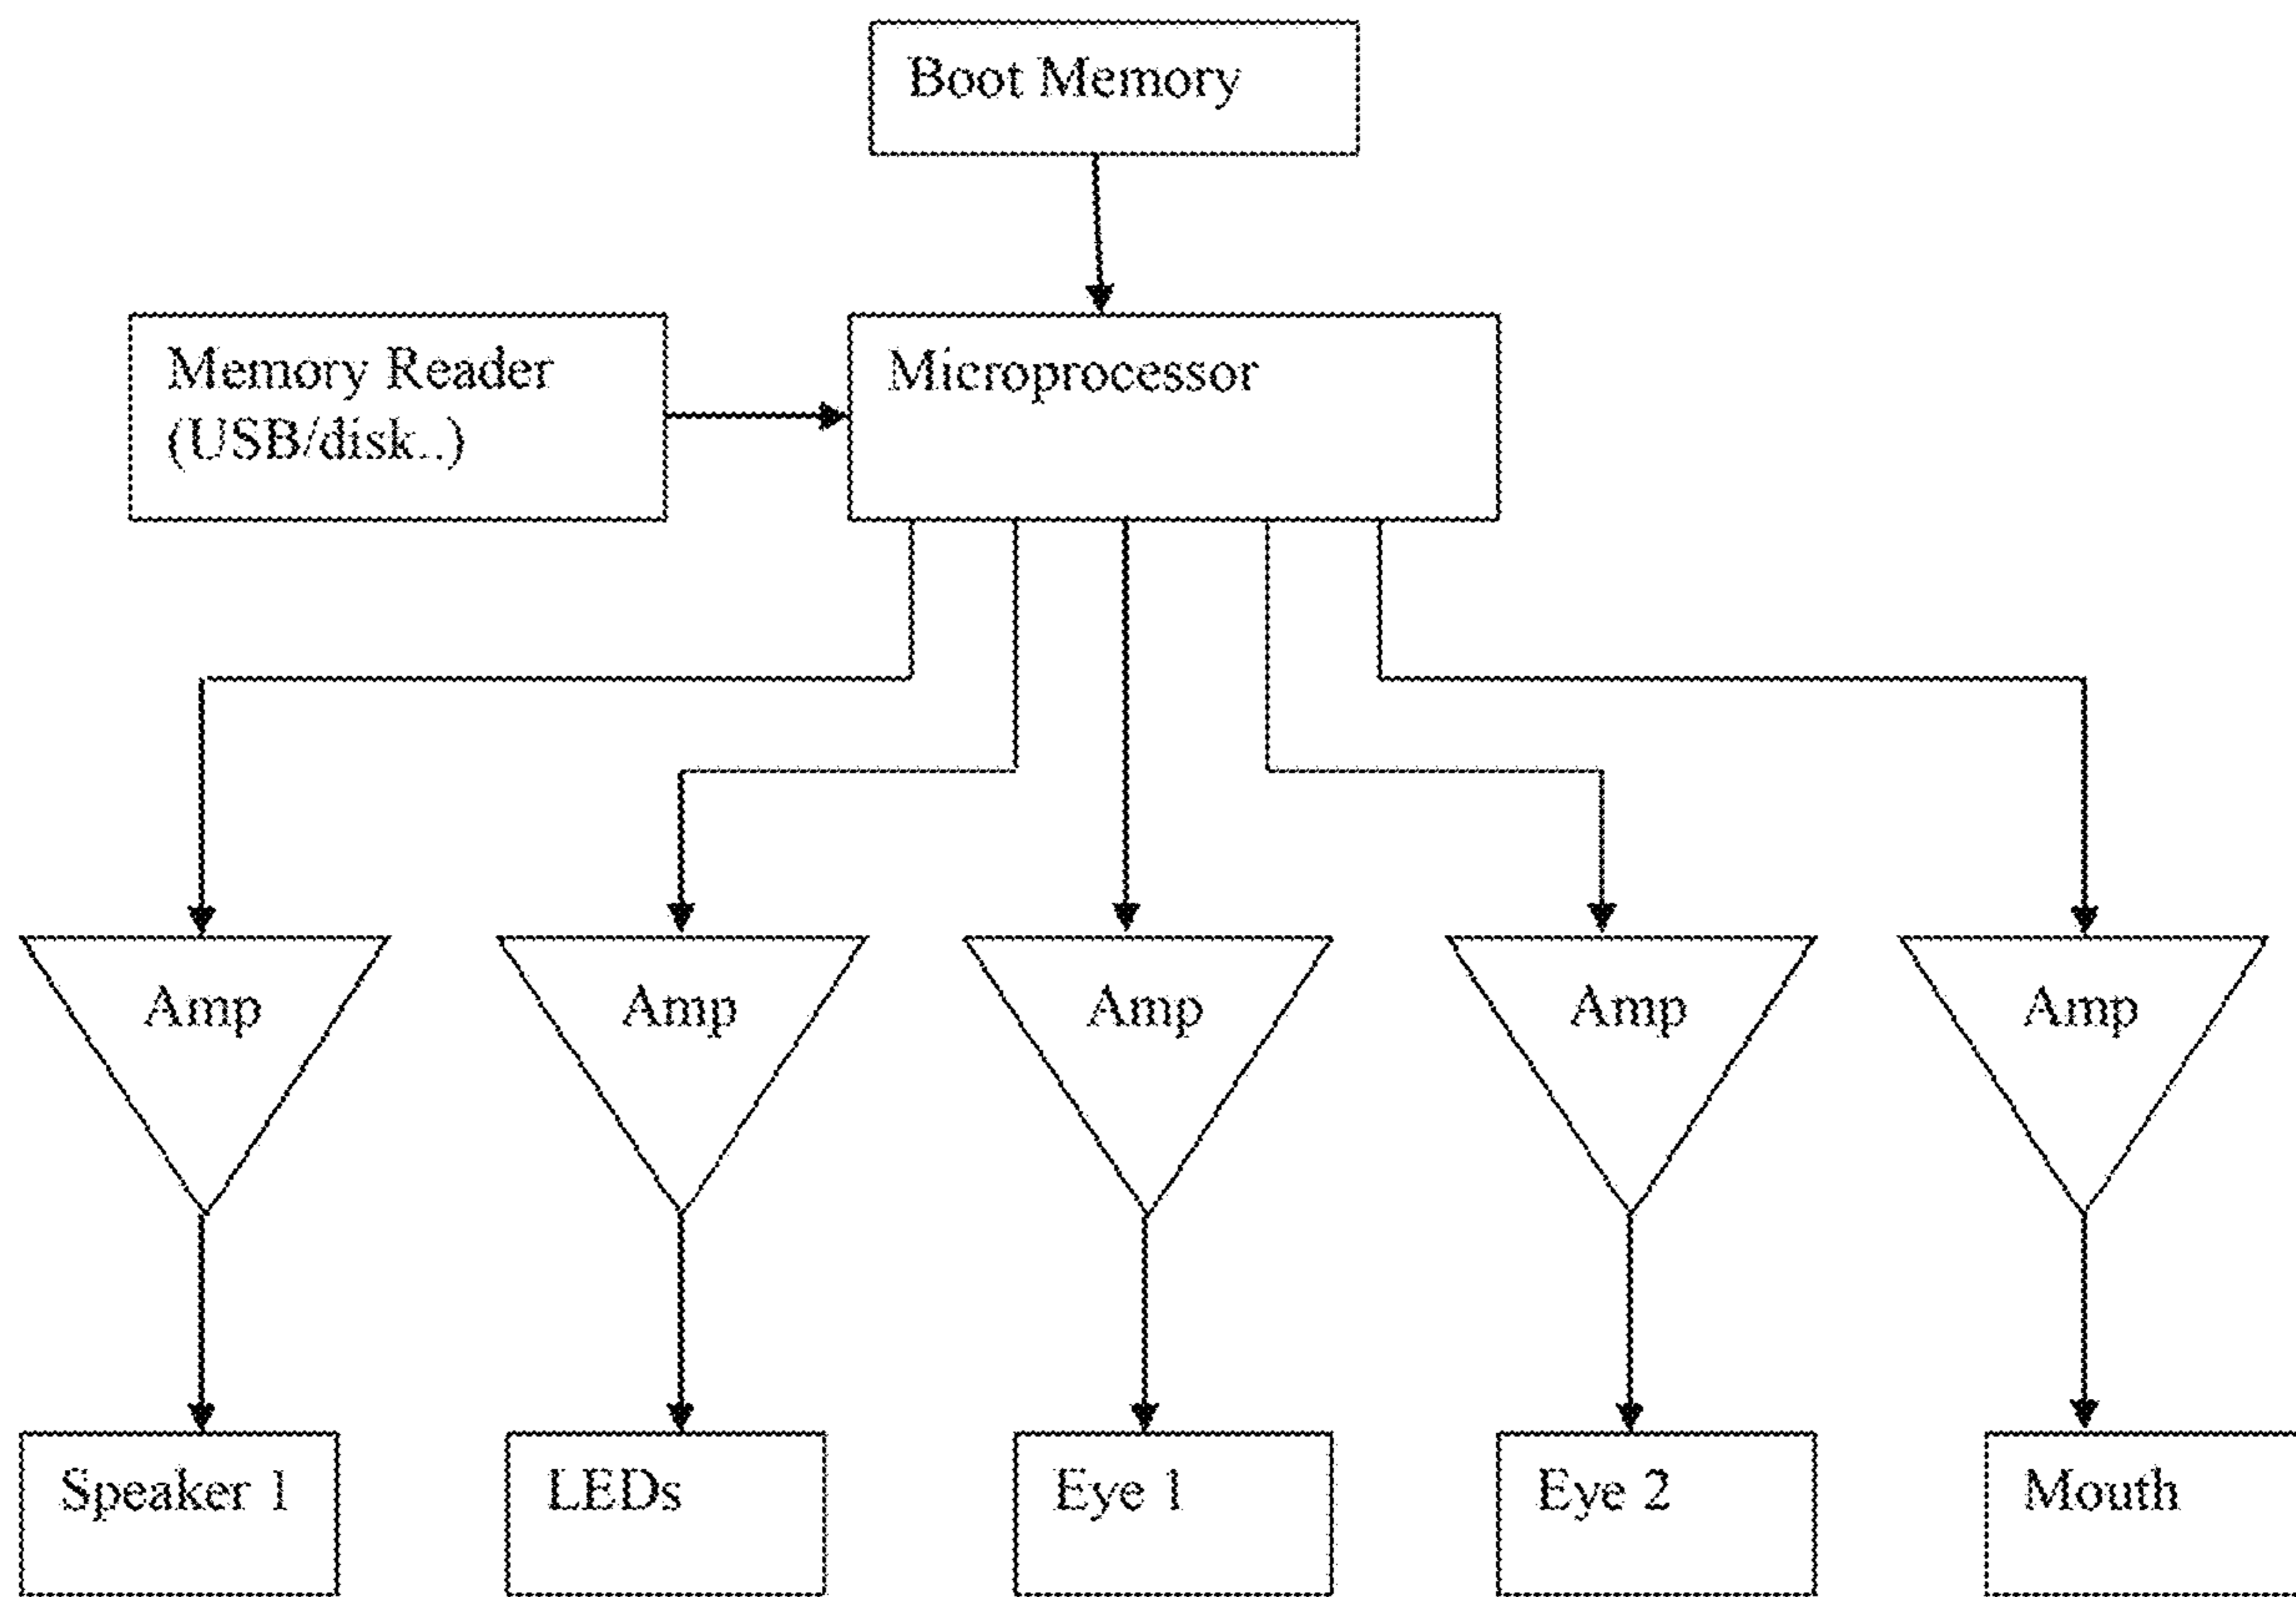 Boot Memory
Memory Reader
(USB/disk..)
Microprocessor
Amp
Amp
Amp
Amp
Amp
Speaker 1
LEDs
Eye 1
Eye 2
Mouth